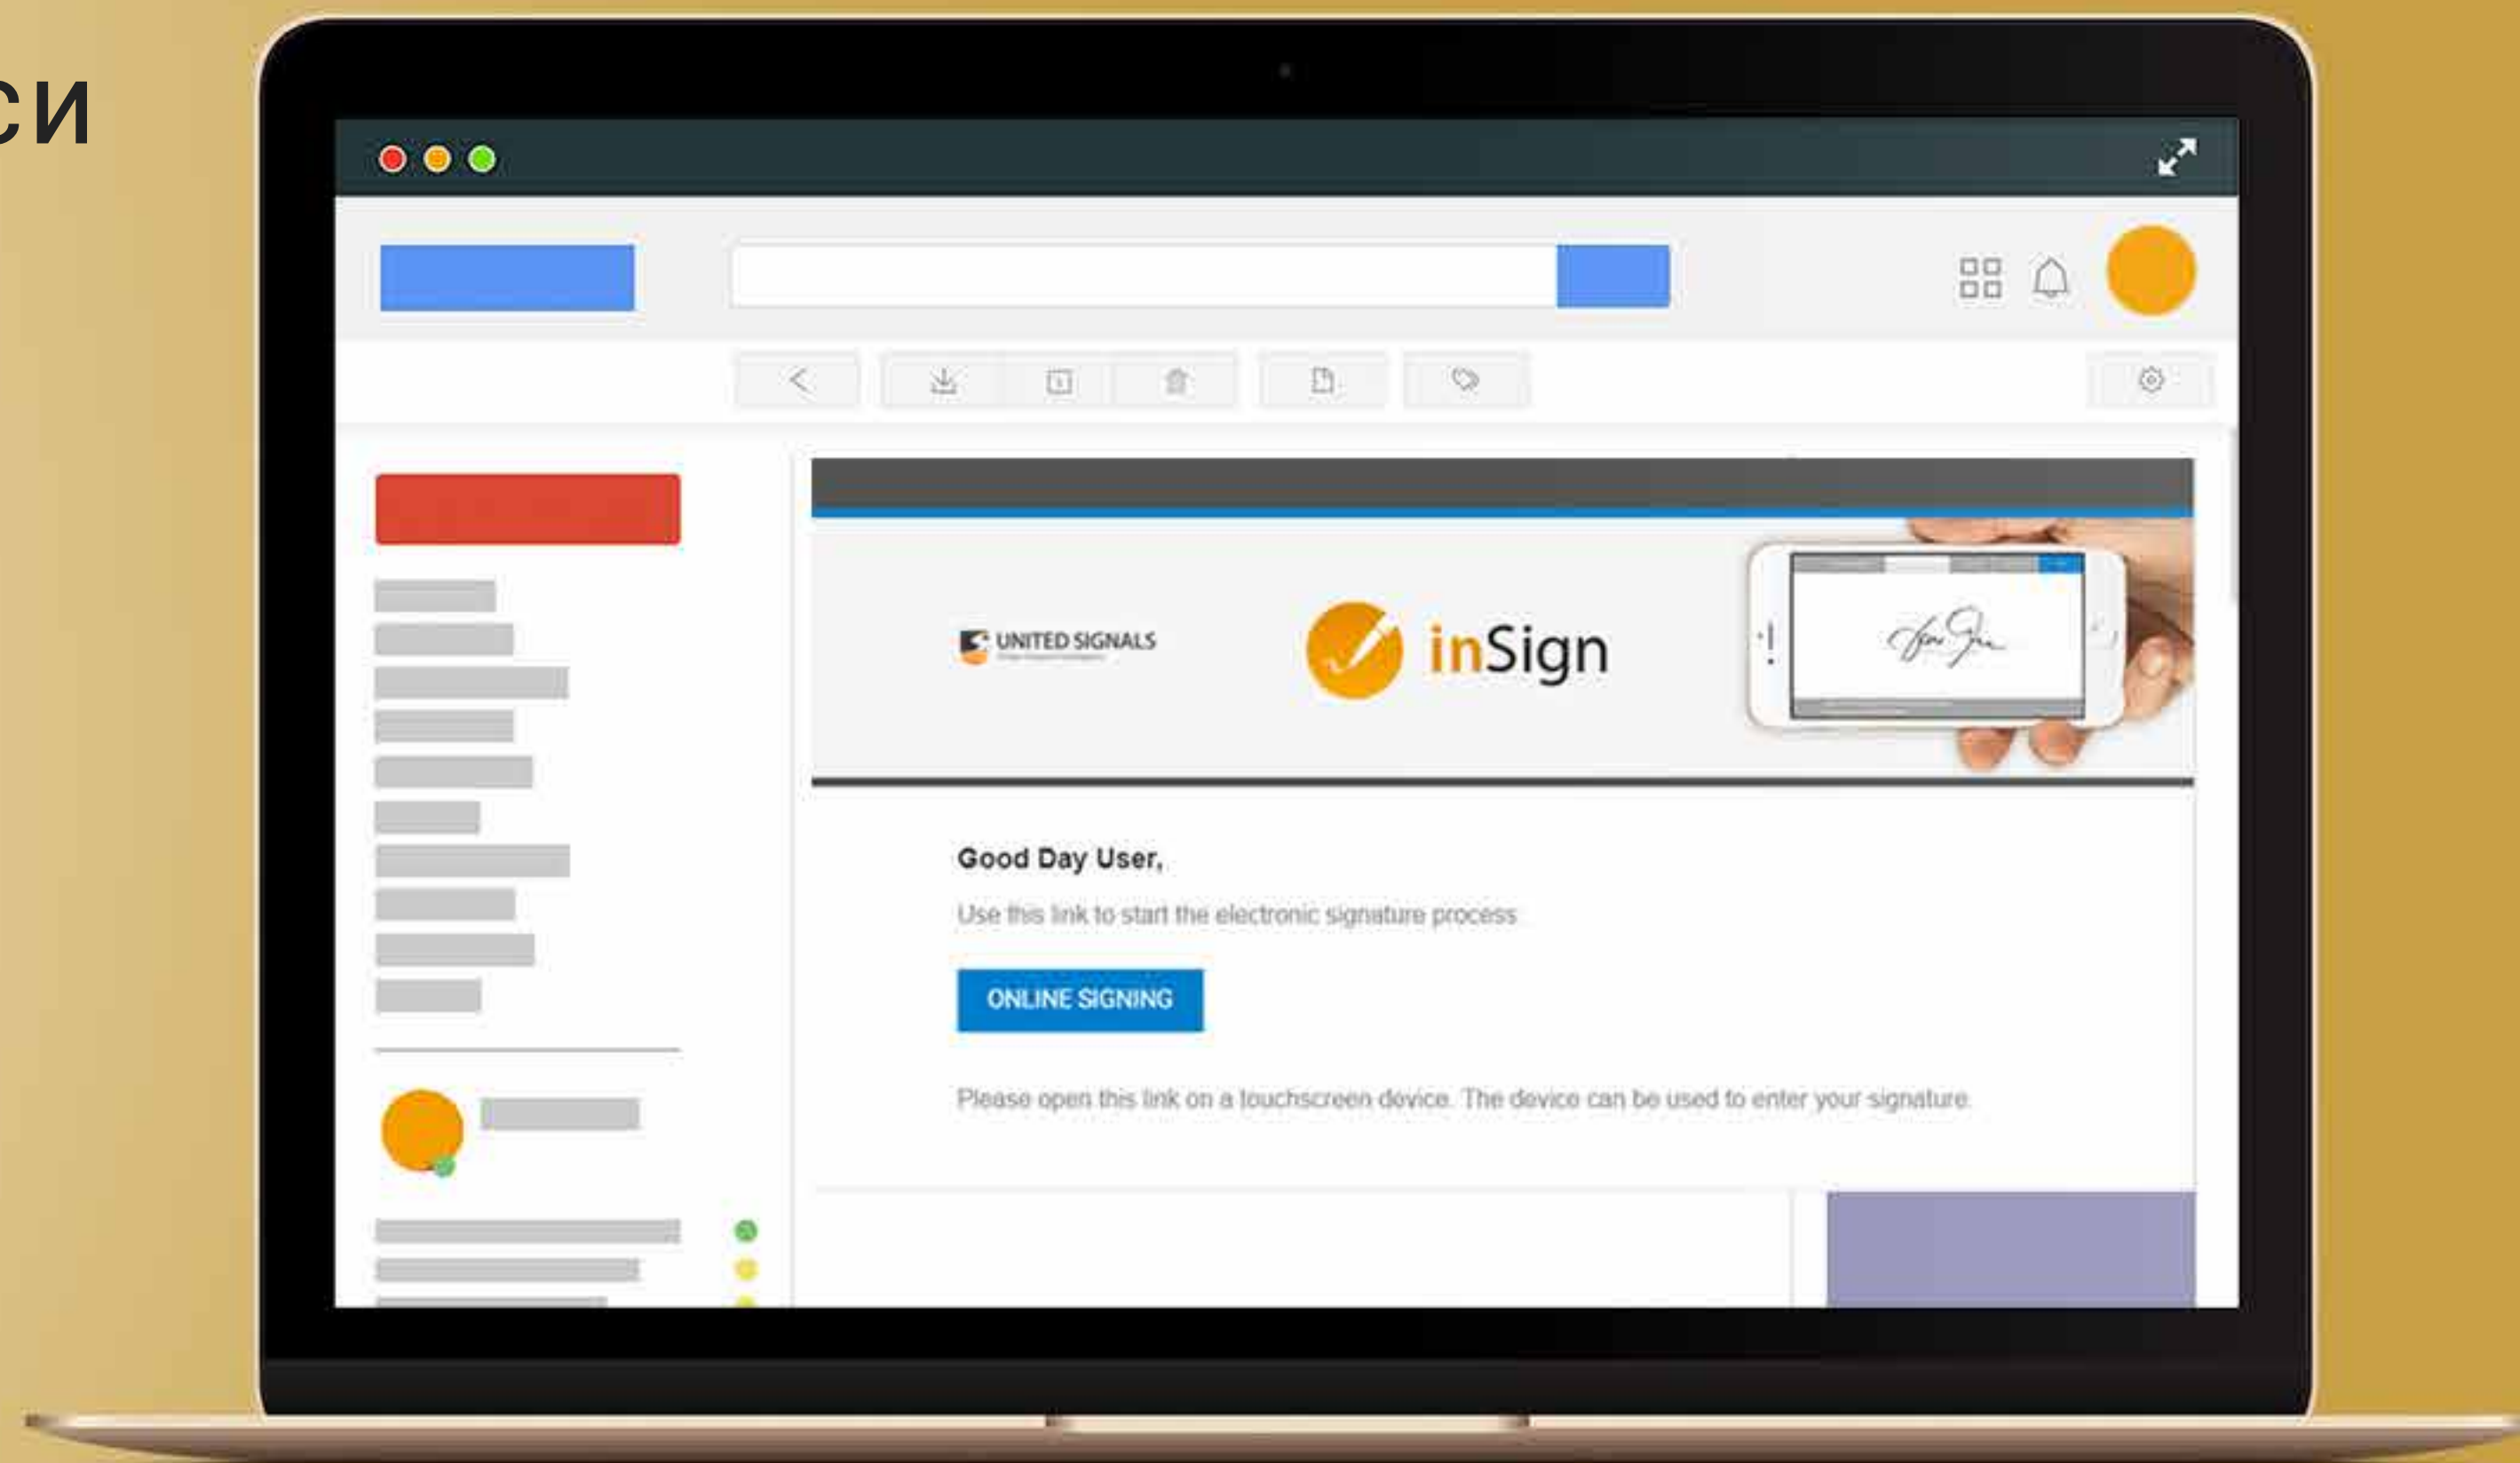 си
UNITED SIGNALS
inSign
Good Day User,
Use this link to start the electronic signature process
ONLINE SIGNING
Please open this link on a touchscreen device. The device can be used to enter your signature.